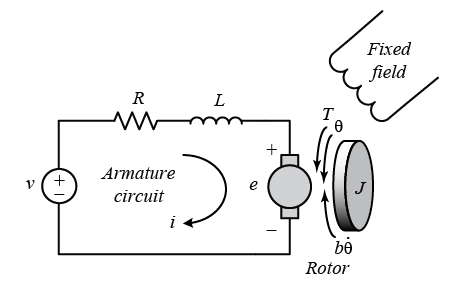 Fixed
field
R
L
T
θ
+
v
+
−
Armature
circuit
e
J
i
−
bθ̇
Rotor